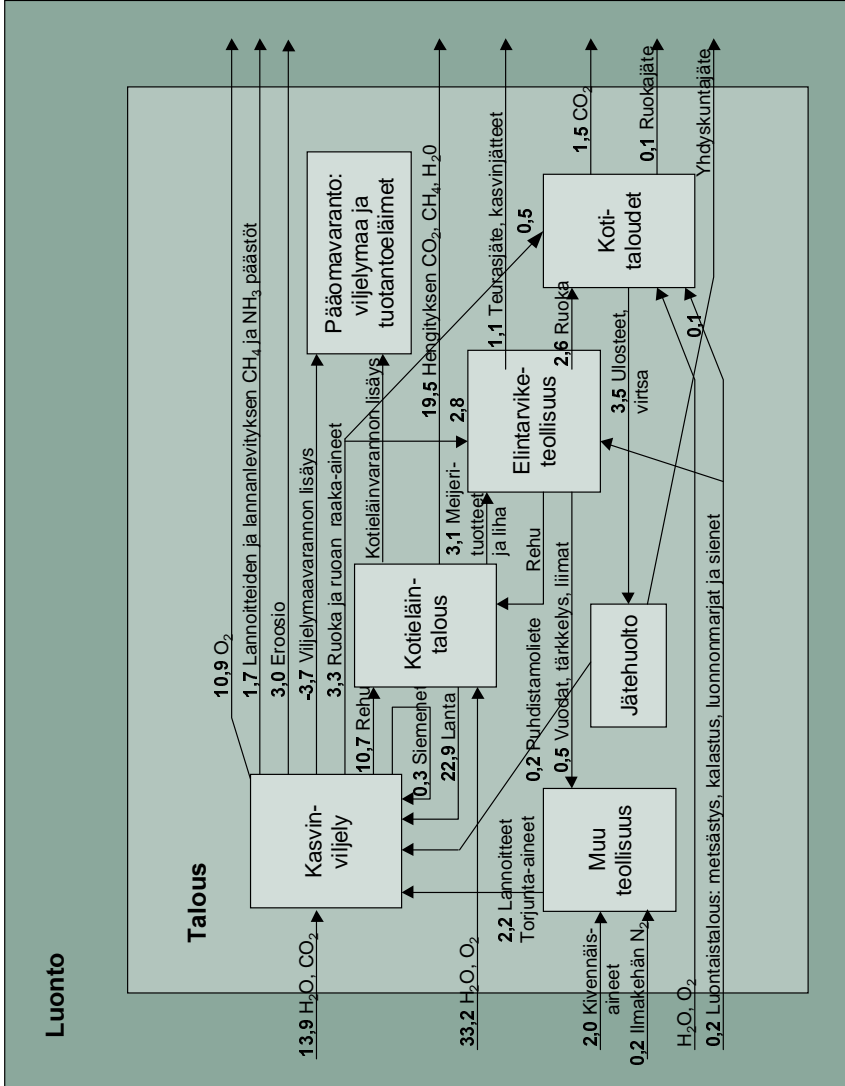 Luonto
Talous
10,9 O₂
1,7 Lannoitteiden ja lannanlevityksen CH₄ ja NH₃ päästöt
3,0 Eroosio
-3,7 Viljelymaavarannon lisäys
3,3 Ruoka ja ruoan raaka-aineet
Pääomavaranto:
viljelymaa ja
tuotantoeläimet
Kotieläinvarannon lisäys
13,9 H₂O, CO₂
Kasvin-
viljely
10,7 Rehu
0,3 Siemenet
22,9 Lanta
33,2 H₂O, O₂
Kotieläin-
talous
19,5 Hengityksen CO₂, CH₄, H₂0
3,1 Meijeri-
tuotteet
ja liha
2,8
Rehu
Elintarvike-
teollisuus
1,1 Teurasjäte, kasvinjätteet
2,6 Ruoka
0,5
Koti-
taloudet
1,5 CO₂
0,1 Ruokajäte
Yhdyskuntajäte
2,2 Lannoitteet
Torjunta-aineet
0,2 Puhdistamoliete
0,5 Vuodat, tärkkelys, liimat
3,5 Ulosteet,
virtsa
0,1
2,0 Kivennäis-
aineet
0,2 Ilmakehän N₂
Muu
teollisuus
Jätehuolto
H₂O, O₂
0,2 Luontaistalous: metsästys, kalastus, luonnonmarjat ja sienet